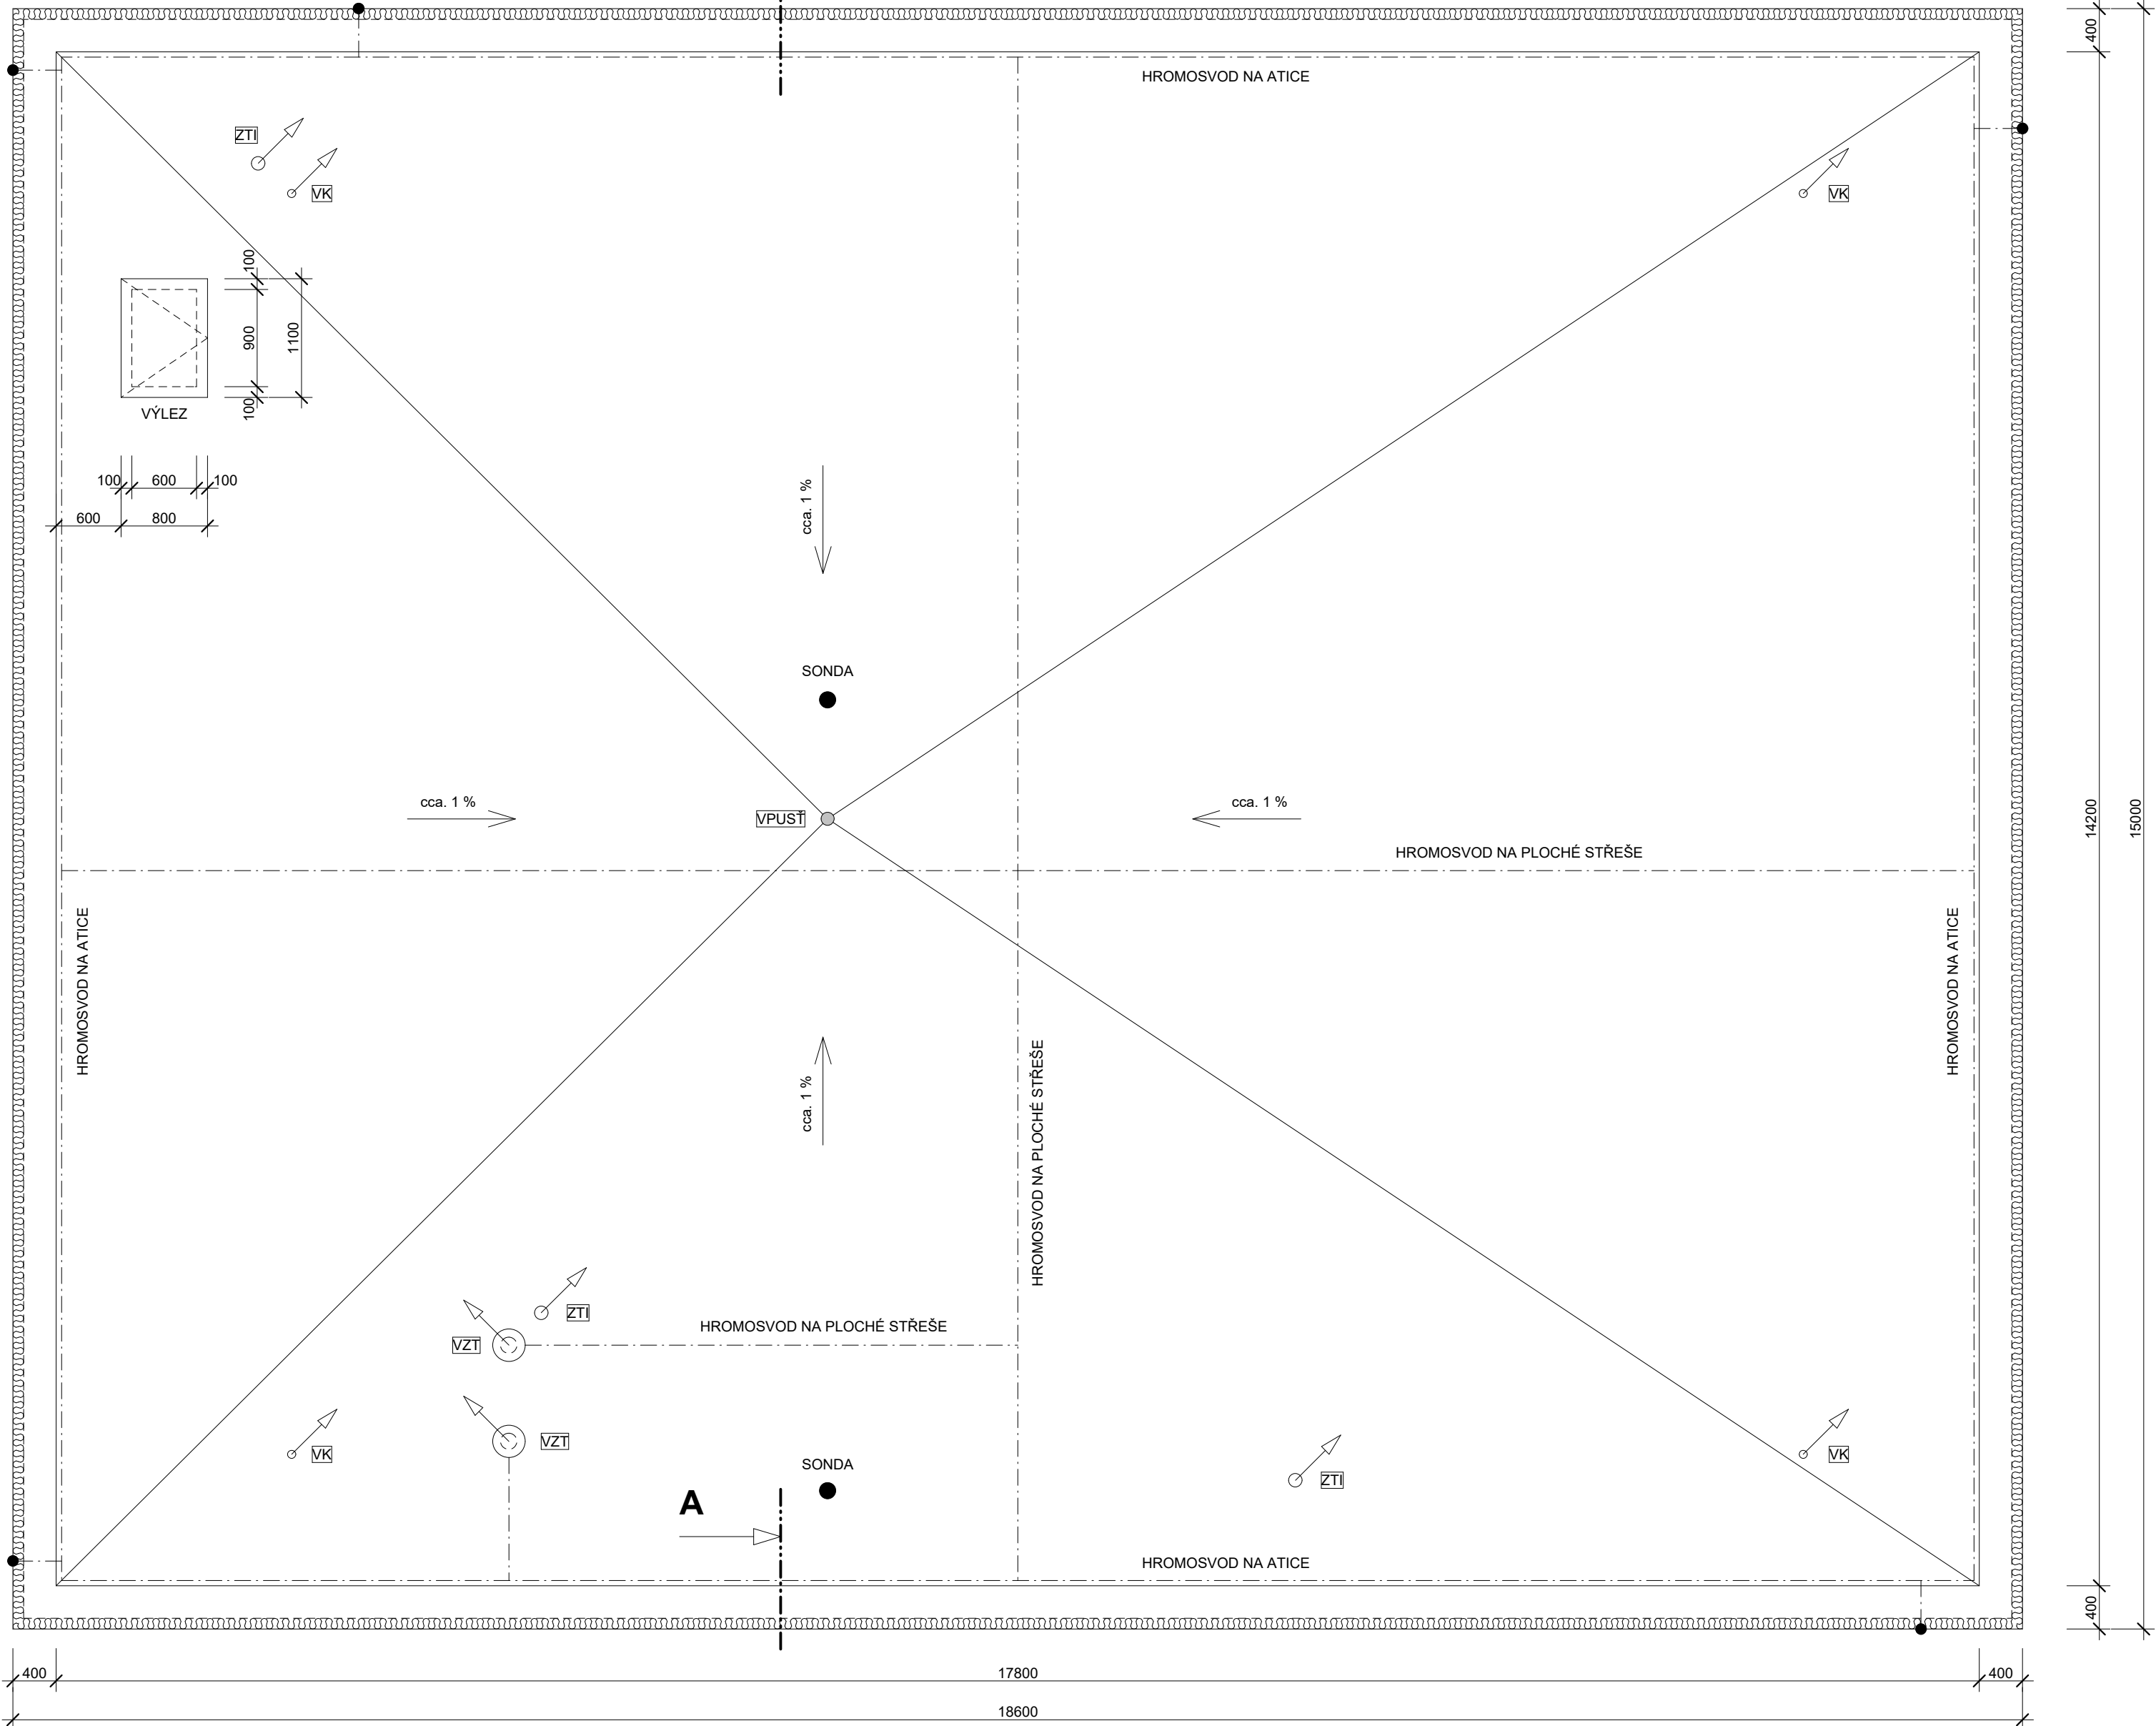 400
HROMOSVOD NA ATICE
ZTI
VK
VK
100
900
1100
100
VÝLEZ
100
600
100
600
800
cca. 1 %
SONDA
cca. 1 %
VPUSŤ
cca. 1 %
14200
15000
HROMOSVOD NA PLOCHÉ STŘEŠE
HROMOSVOD NA ATICE
HROMOSVOD NA ATICE
cca. 1 %
HROMOSVOD NA PLOCHÉ STŘEŠE
ZTI
HROMOSVOD NA PLOCHÉ STŘEŠE
VZT
VZT
VK
VK
SONDA
ZTI
A
HROMOSVOD NA ATICE
400
400
17800
400
18600